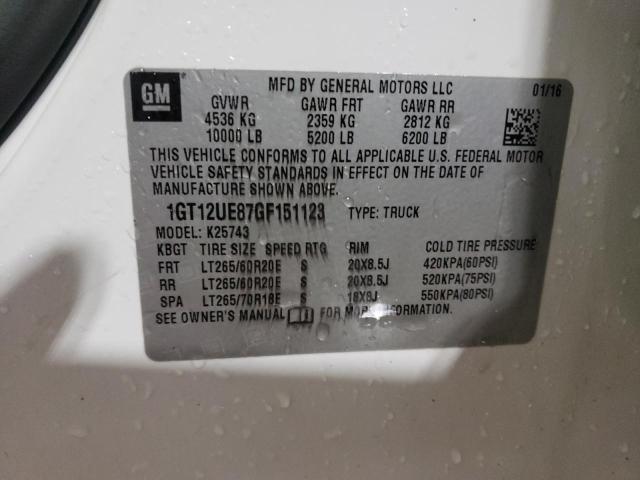 GM
MFD BY GENERAL MOTORS LLC 01/16
GVWR GAWR FRT GAWR RR
4536 KG 2359 KG 2812 KG
10000 LB 5200 LB 6200 LB
THIS VEHICLE CONFORMS TO ALL APPLICABLE U.S. FEDERAL MOTOR
VEHICLE SAFETY STANDARDS IN EFFECT ON THE DATE OF
MANUFACTURE SHOWN ABOVE.
1GT12UE87GF151123 TYPE: TRUCK
MODEL: K25743
KBGT TIRE SIZE SPEED RTG RIM COLD TIRE PRESSURE
FRT LT265/60R20E S 20X8.5J 420KPA(60PSI)
RR LT265/60R20E S 20X8.5J 520KPA(75PSI)
SPA LT265/70R18E S 18X8J 550KPA(80PSI)
SEE OWNER'S MANUAL FOR MORE INFORMATION.